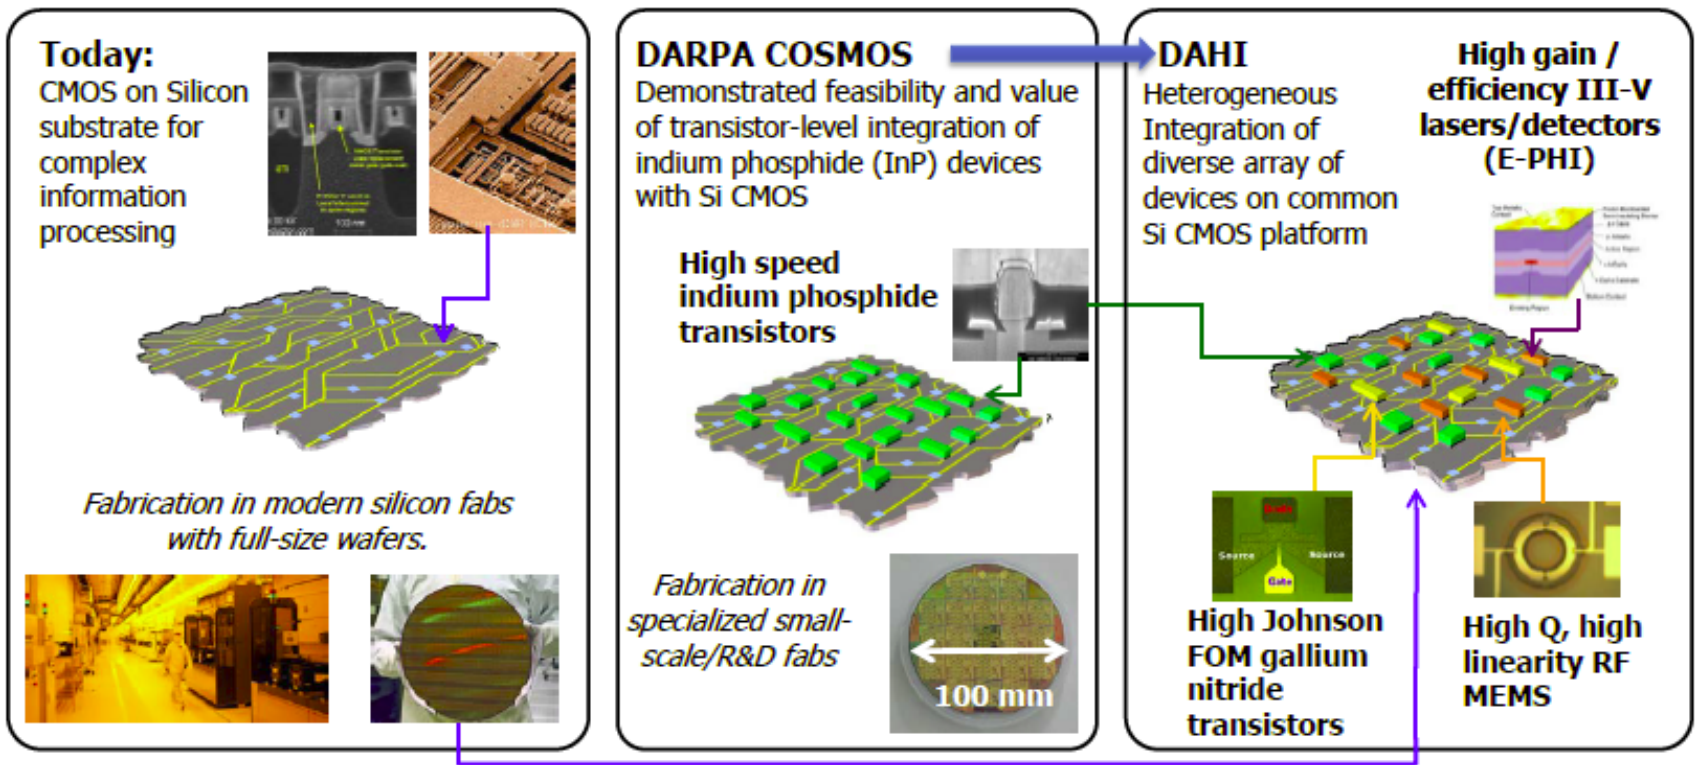 Today:
CMOS on Silicon
substrate for
complex
information
processing
100 nm
Fabrication in modern silicon fabs
with full-size wafers.
DARPA COSMOS
Demonstrated feasibility and value
of transistor-level integration of
indium phosphide (InP) devices
with Si CMOS
High speed
indium phosphide
transistors
Fabrication in
specialized small-
scale/R&D fabs
100 mm
DAHI
Heterogeneous
Integration of
diverse array of
devices on common
Si CMOS platform
High gain /
efficiency III-V
lasers/detectors
(E-PHI)
Source
Source
Gate
High Johnson
FOM gallium
nitride
transistors
High Q, high
linearity RF
MEMS